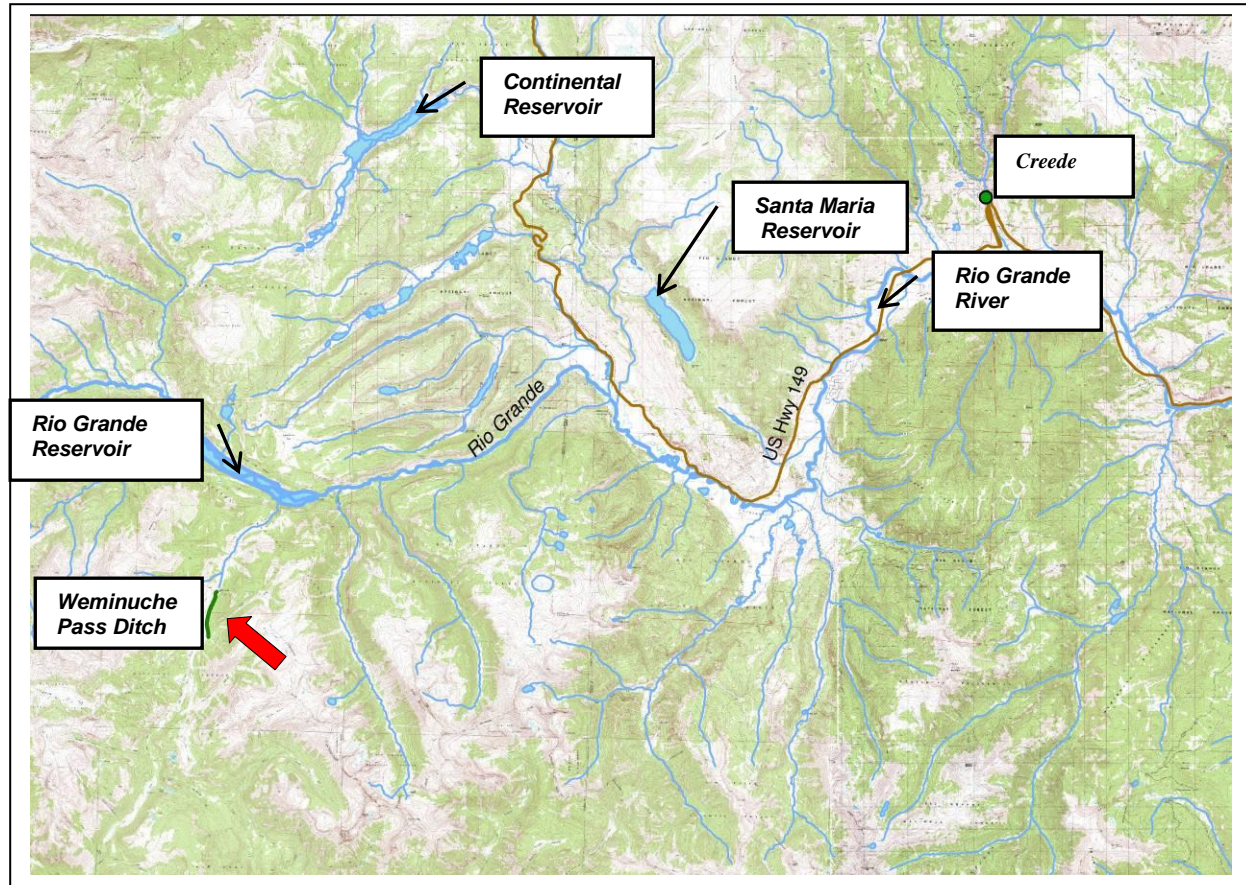 Continental
Reservoir
Creede
Santa Maria
Reservoir
Rio Grande
River
US Hwy 149
Rio Grande
Rio Grande
Reservoir
Weminuche
Pass Ditch